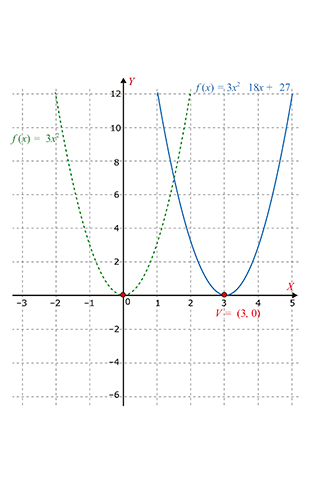 Y
f(x) = 3x² 18x + 27
12
f(x) = 3x²
10
8
6
4
2
X
-3 -2 -1 0 1 2 3 4 5
V = (3, 0)
-2
-4
-6